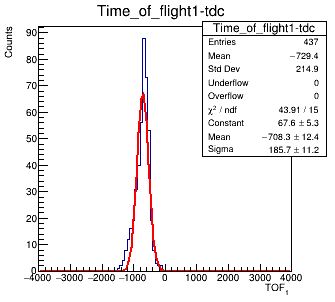 Time_of_flight1-tdc
Time_of_flight1-tdc
Entries 437
Mean −729.4
Std Dev 214.9
Underflow 0
Overflow 0
χ² / ndf 43.91 / 15
Constant 67.6 ± 5.3
Mean −708.3 ± 12.4
Sigma 185.7 ± 11.2
Counts
90
80
70
60
50
40
30
20
10
0
−4000 −3000 −2000 −1000 0 1000 2000 3000 4000
TOF₁